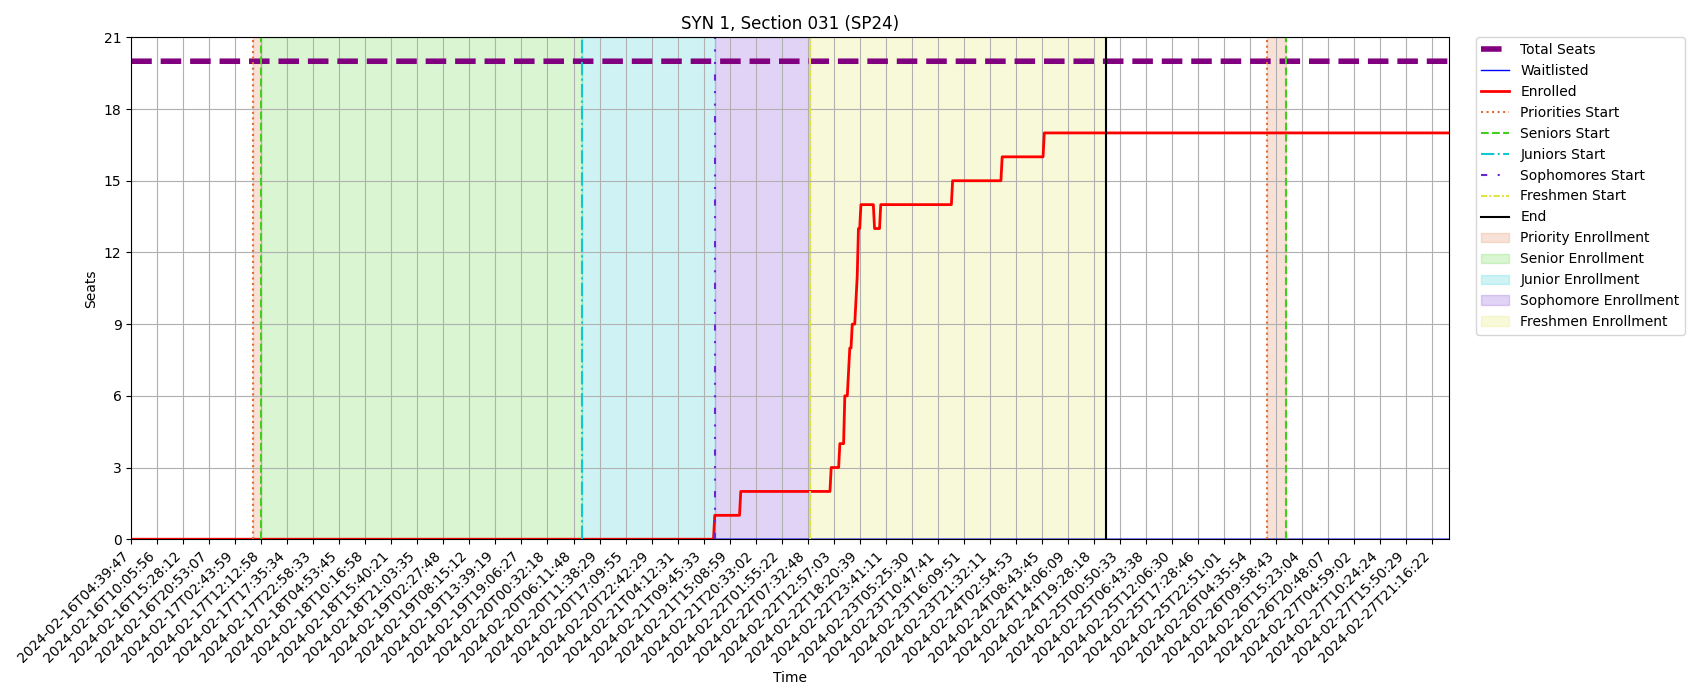 SYN 1, Section 031 (SP24)
21
18
15
12
9
6
3
0
Seats
2024-02-16T04:39:47
2024-02-16T10:05:56
2024-02-16T15:28:12
2024-02-16T20:53:07
2024-02-17T02:43:59
2024-02-17T12:12:58
2024-02-17T17:35:34
2024-02-17T22:58:33
2024-02-18T04:53:45
2024-02-18T10:16:58
2024-02-18T15:40:21
2024-02-18T21:03:35
2024-02-19T02:27:48
2024-02-19T08:15:12
2024-02-19T13:39:19
2024-02-19T19:06:27
2024-02-20T00:32:18
2024-02-20T06:11:48
2024-02-20T11:38:29
2024-02-20T17:09:55
2024-02-20T22:42:29
2024-02-21T04:12:31
2024-02-21T09:45:33
2024-02-21T15:08:59
2024-02-21T20:33:02
2024-02-22T01:55:22
2024-02-22T07:32:48
2024-02-22T12:57:03
2024-02-22T18:20:39
2024-02-22T23:41:11
2024-02-23T05:25:30
2024-02-23T10:47:41
2024-02-23T16:09:51
2024-02-23T21:32:11
2024-02-24T02:54:53
2024-02-24T08:43:45
2024-02-24T14:06:09
2024-02-24T19:28:18
2024-02-25T00:50:33
2024-02-25T06:43:38
2024-02-25T12:06:30
2024-02-25T17:28:46
2024-02-25T22:51:01
2024-02-26T04:35:54
2024-02-26T09:58:43
2024-02-26T15:23:04
2024-02-26T20:48:07
2024-02-27T04:59:02
2024-02-27T10:24:24
2024-02-27T15:50:29
2024-02-27T21:16:22
Time
Total Seats
Waitlisted
Enrolled
Priorities Start
Seniors Start
Juniors Start
Sophomores Start
Freshmen Start
End
Priority Enrollment
Senior Enrollment
Junior Enrollment
Sophomore Enrollment
Freshmen Enrollment